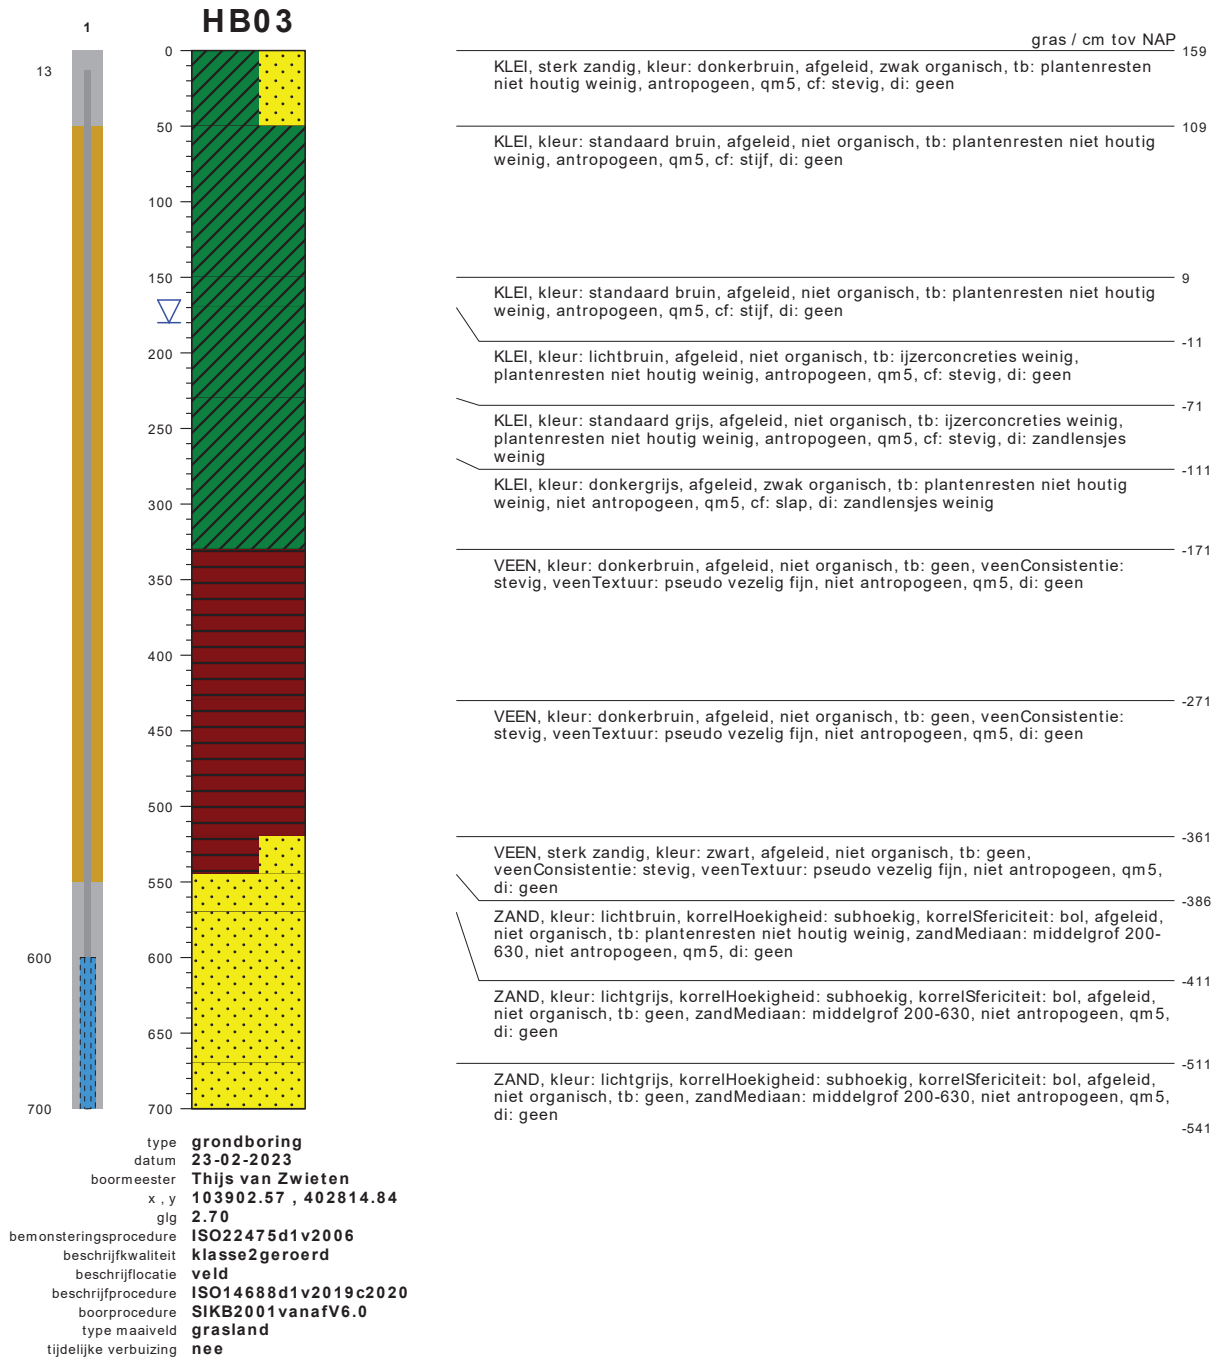 HB03
1
gras / cm tov NAP
13
0
50
100
150
200
250
300
350
400
450
500
550
600
650
700
600
700
159
KLEI, sterk zandig, kleur: donkerbruin, afgeleid, zwak organisch, tb: plantenresten
niet houtig weinig, antropogeen, qm5, cf: stevig, di: geen
109
KLEI, kleur: standaard bruin, afgeleid, niet organisch, tb: plantenresten niet houtig
weinig, antropogeen, qm5, cf: stijf, di: geen
9
KLEI, kleur: standaard bruin, afgeleid, niet organisch, tb: plantenresten niet houtig
weinig, antropogeen, qm5, cf: stijf, di: geen
-11
KLEI, kleur: lichtbruin, afgeleid, niet organisch, tb: ijzerconcreties weinig,
plantenresten niet houtig weinig, antropogeen, qm5, cf: stevig, di: geen
-71
KLEI, kleur: standaard grijs, afgeleid, niet organisch, tb: ijzerconcreties weinig,
plantenresten niet houtig weinig, antropogeen, qm5, cf: stevig, di: zandlensjes
weinig
-111
KLEI, kleur: donkergrijs, afgeleid, zwak organisch, tb: plantenresten niet houtig
weinig, niet antropogeen, qm5, cf: slap, di: zandlensjes weinig
-171
VEEN, kleur: donkerbruin, afgeleid, niet organisch, tb: geen, veenConsistentie:
stevig, veenTextuur: pseudo vezelig fijn, niet antropogeen, qm5, di: geen
-271
VEEN, kleur: donkerbruin, afgeleid, niet organisch, tb: geen, veenConsistentie:
stevig, veenTextuur: pseudo vezelig fijn, niet antropogeen, qm5, di: geen
-361
VEEN, sterk zandig, kleur: zwart, afgeleid, niet organisch, tb: geen,
veenConsistentie: stevig, veenTextuur: pseudo vezelig fijn, niet antropogeen, qm5,
di: geen
-386
ZAND, kleur: lichtbruin, korrelHoekigheid: subhoekig, korrelSfericiteit: bol, afgeleid,
niet organisch, tb: plantenresten niet houtig weinig, zandMediaan: middelgrof 200-
630, niet antropogeen, qm5, di: geen
-411
ZAND, kleur: lichtgrijs, korrelHoekigheid: subhoekig, korrelSfericiteit: bol, afgeleid,
niet organisch, tb: geen, zandMediaan: middelgrof 200-630, niet antropogeen, qm5,
di: geen
-511
ZAND, kleur: lichtgrijs, korrelHoekigheid: subhoekig, korrelSfericiteit: bol, afgeleid,
niet organisch, tb: geen, zandMediaan: middelgrof 200-630, niet antropogeen, qm5,
di: geen
-541
type grondboring
datum 23-02-2023
boormeester Thijs van Zwieten
x , y 103902.57 , 402814.84
glg 2.70
bemonsteringsprocedure ISO22475d1v2006
beschrijfkwaliteit klasse2geroerd
beschrijflocatie veld
beschrijfprocedure ISO14688d1v2019c2020
boorprocedure SIKB2001vanafV6.0
type maaiveld grasland
tijdelijke verbuizing nee